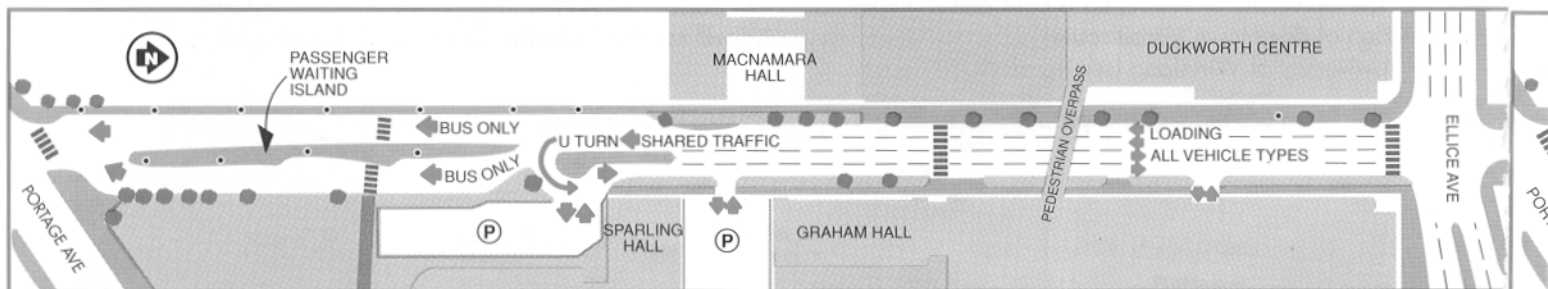 N
PASSENGER
WAITING
ISLAND
BUS ONLY
BUS ONLY
U TURN
SHARED TRAFFIC
MACNAMARA
HALL
DUCKWORTH CENTRE
PEDESTRIAN OVERPASS
LOADING
ALL VEHICLE TYPES
ELLICE AVE
PORTAGE AVE
P
SPARLING
HALL
P
GRAHAM HALL